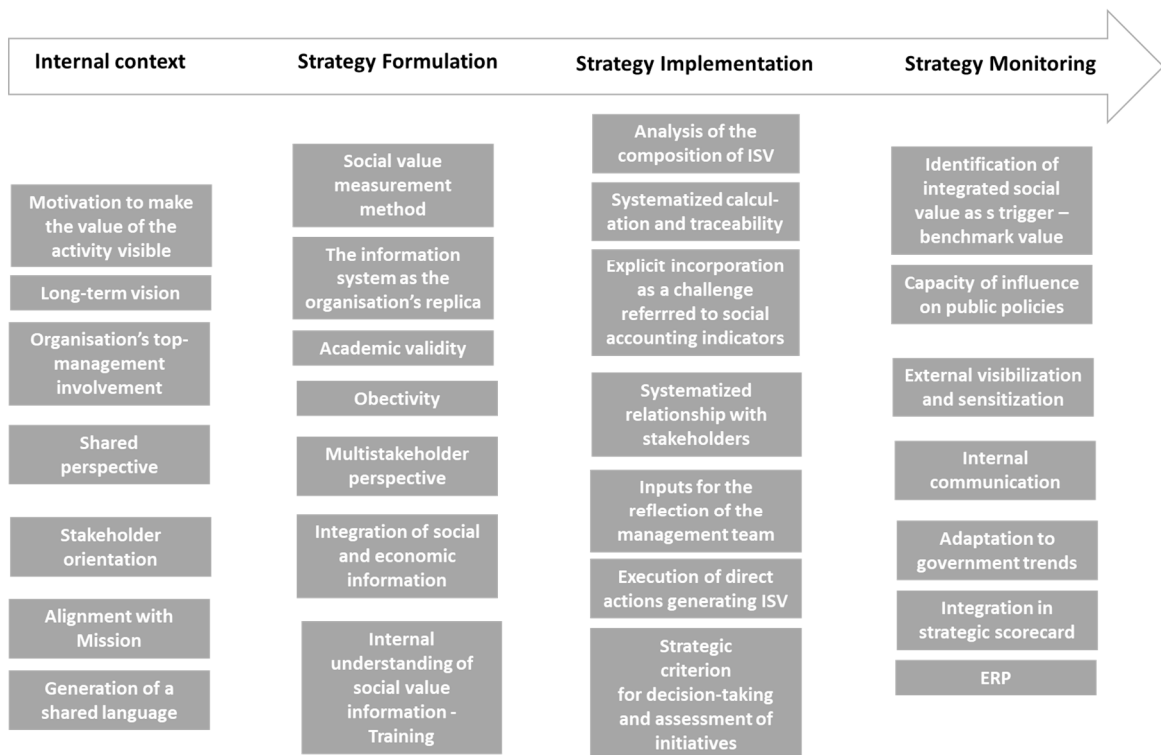 Internal context
Strategy Formulation
Strategy Implementation
Strategy Monitoring
Motivation to make
the value of the
activity visible
Long-term vision
Organisation's top-
management
involvement
Shared
perspective
Stakeholder
orientation
Alignment with
Mission
Generation of a
shared language
Social value
measurement
method
The information
system as the
organisation's replica
Academic validity
Obectivity
Multistakeholder
perspective
Integration of social
and economic
information
Internal
understanding of
social value
information -
Training
Analysis of the
composition of ISV
Systematized calcul-
ation and traceability
Explicit incorporation
as a challenge
referrred to social
accounting indicators
Systematized
relationship with
stakeholders
Inputs for the
reflection of the
management team
Execution of direct
actions generating ISV
Strategic
criterion
for decision-taking
and assessment of
initiatives
Identification of
integrated social
value as s trigger –
benchmark value
Capacity of influence
on public policies
External visibilization
and sensitization
Internal
communication
Adaptation to
government trends
Integration in
strategic scorecard
ERP